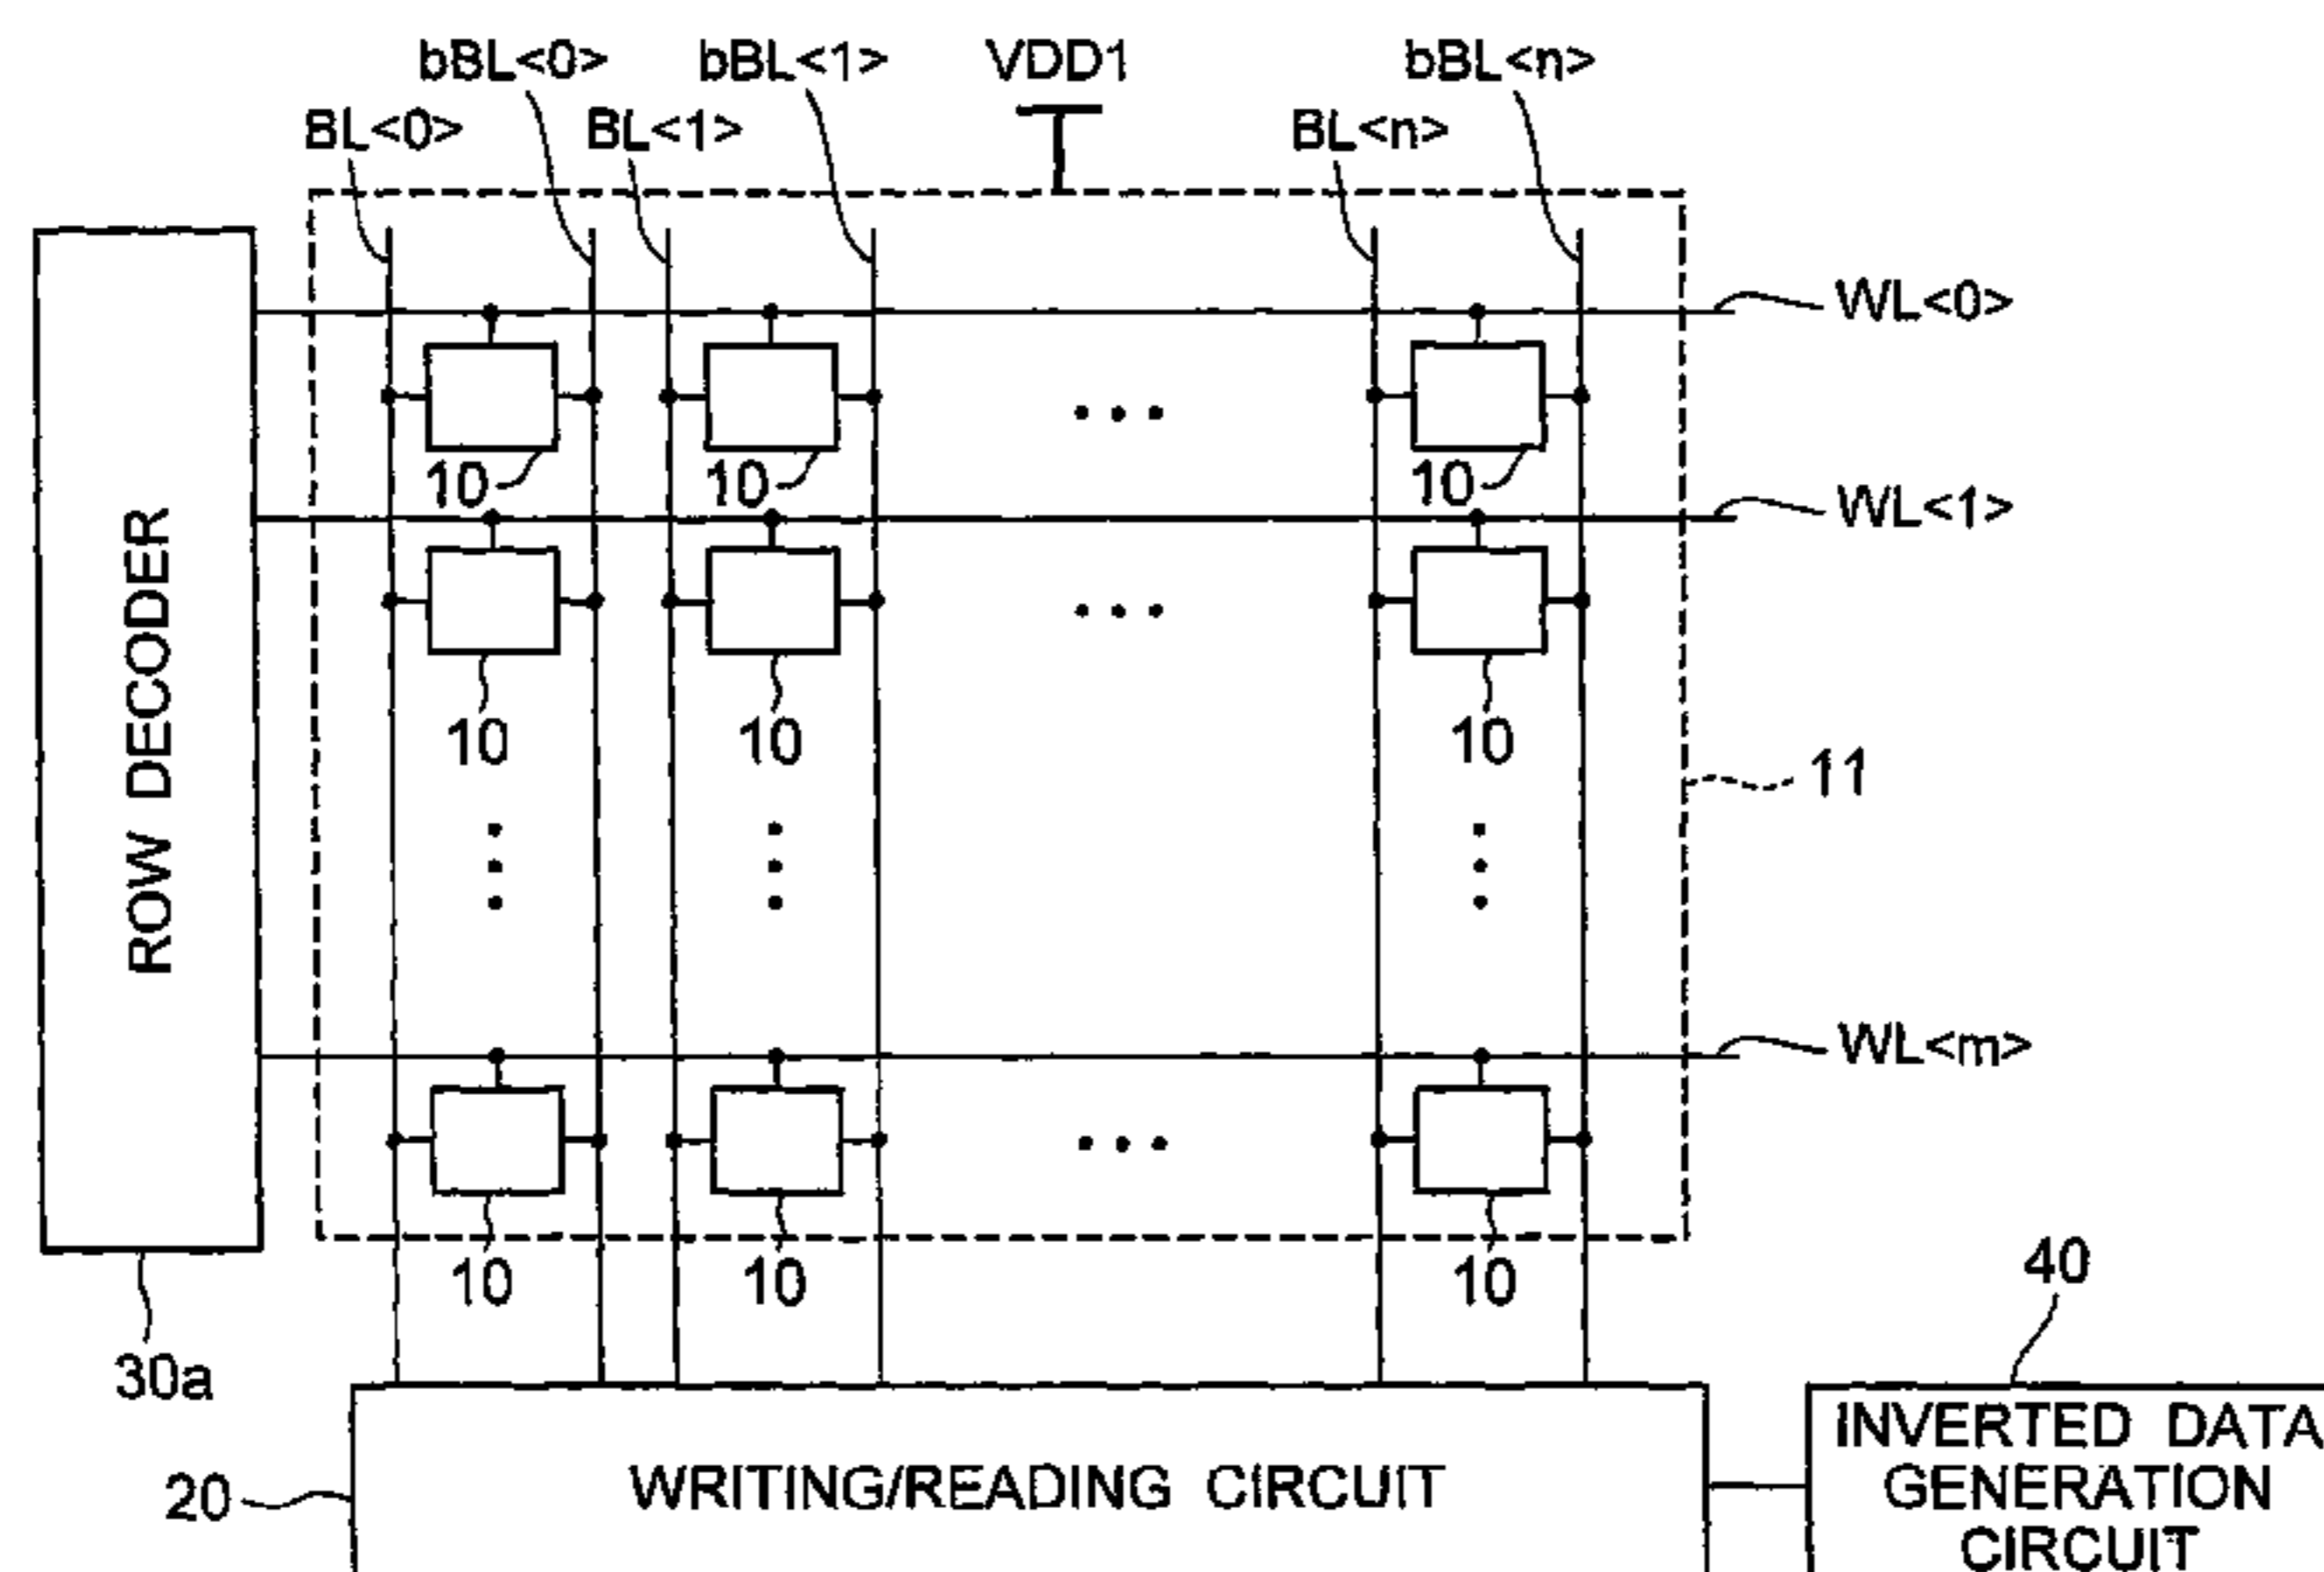 bBL<0> bBL<1> VDD1 bBL<n>
BL<0> BL<1> BL<n>
WL<0>
10 10 10
WL<1>
ROW DECODER
10 10 10
11
WL<m>
10 10 10
40
30a
INVERTED DATA
GENERATION
CIRCUIT
20 WRITING/READING CIRCUIT